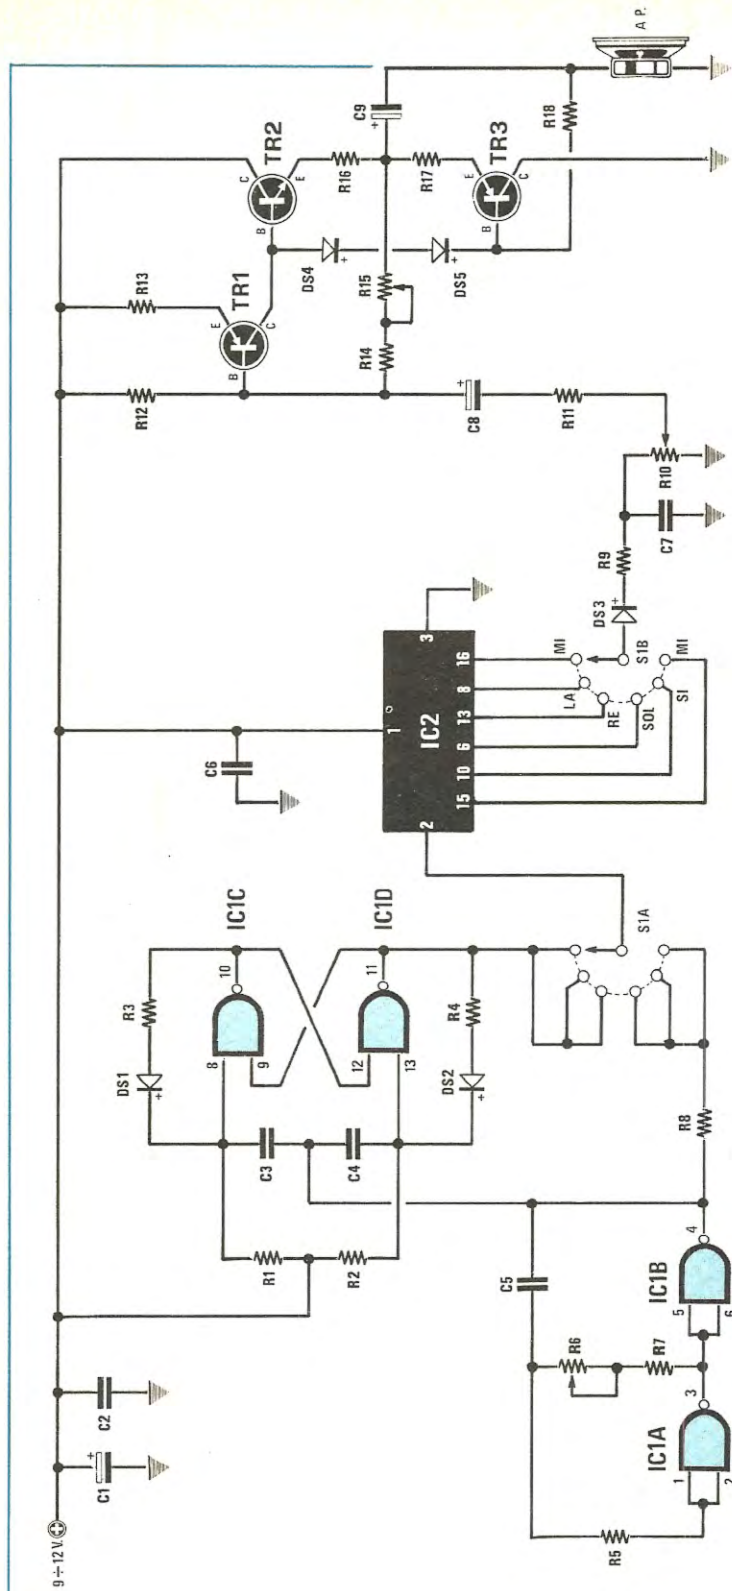 9÷12 V.
C1
+
C2
C6
R1
R2
C3
C4
DS1
+
R3
8
9
10
IC1C
12
13
11
IC1D
DS2
+
R4
R5
C5
R6
R7
1
2
3
IC1A
5
6
4
IC1B
R8
S1A
1
2
IC2
3
15
10
6
13
8
16
MI
LA
RE
SOL
SI
MI
S1B
DS3
+
R9
C7
R10
R11
C8
+
R12
R13
E
B
C
TR1
R14
R15
DS4
+
DS5
+
C
B
E
TR2
R16
R17
E
B
C
TR3
C9
+
R18
A P.